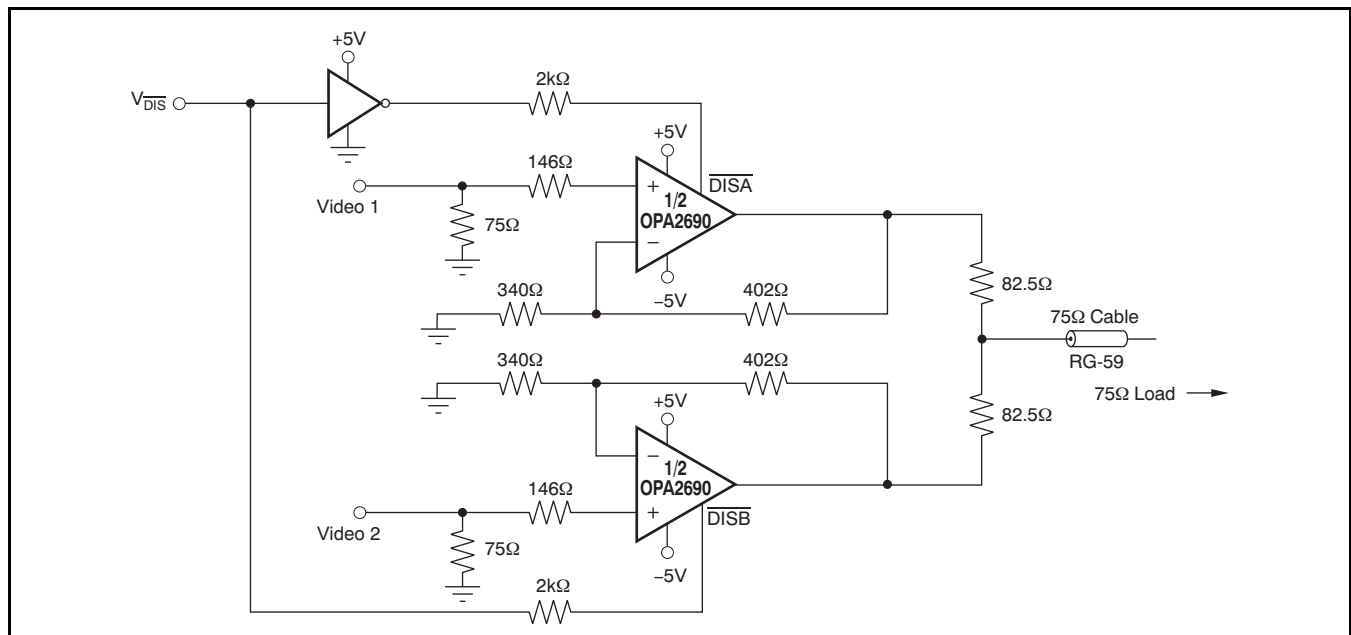 +5V
V DIS
2kΩ
+5V
146Ω
DISA
+
1/2
OPA2690
Video 1
75Ω
−
−5V
82.5Ω
340Ω
402Ω
75Ω Cable
RG-59
340Ω
402Ω
75Ω Load
+5V
82.5Ω
−
1/2
OPA2690
146Ω
+
DISB
Video 2
75Ω
−5V
2kΩ